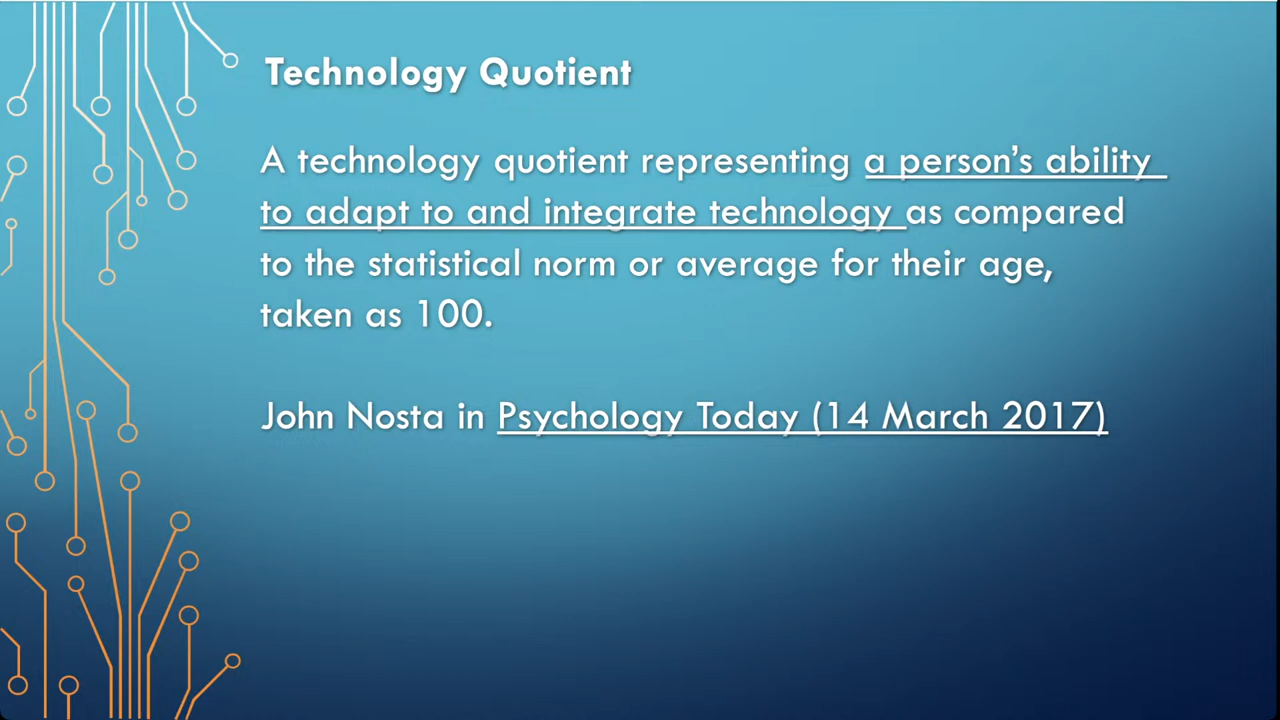 Technology Quotient
A technology quotient representing a person’s ability
to adapt to and integrate technology as compared
to the statistical norm or average for their age,
taken as 100.
John Nosta in Psychology Today (14 March 2017)